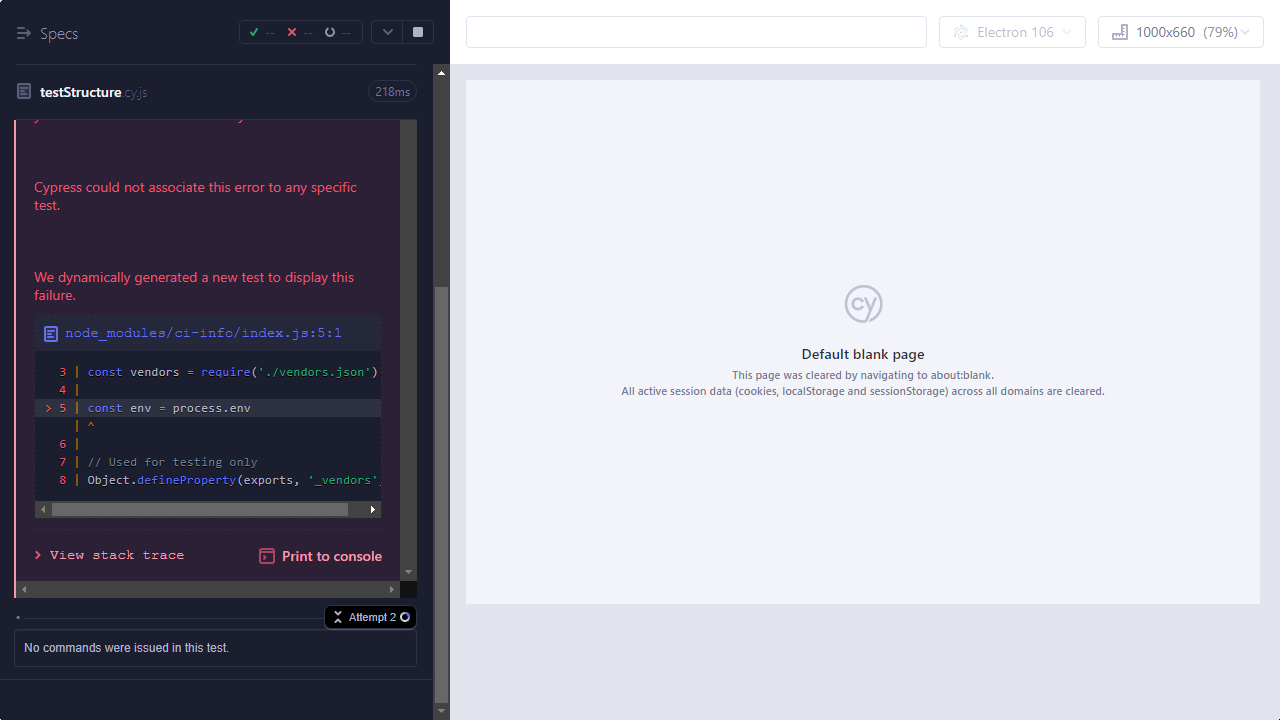 Specs
--
--
--
Electron 106
1000x660 (79%)
testStructure.cy.js
218ms
Cypress could not associate this error to any specific
test.
We dynamically generated a new test to display this
failure.
node_modules/ci-info/index.js:5:1
3 | const vendors = require('./vendors.json')
4 |
> 5 | const env = process.env
| ^
6 |
7 | // Used for testing only
8 | Object.defineProperty(exports, '_vendors'
View stack trace
Print to console
Attempt 2
No commands were issued in this test.
cy
Default blank page
This page was cleared by navigating to about:blank.
All active session data (cookies, localStorage and sessionStorage) across all domains are cleared.